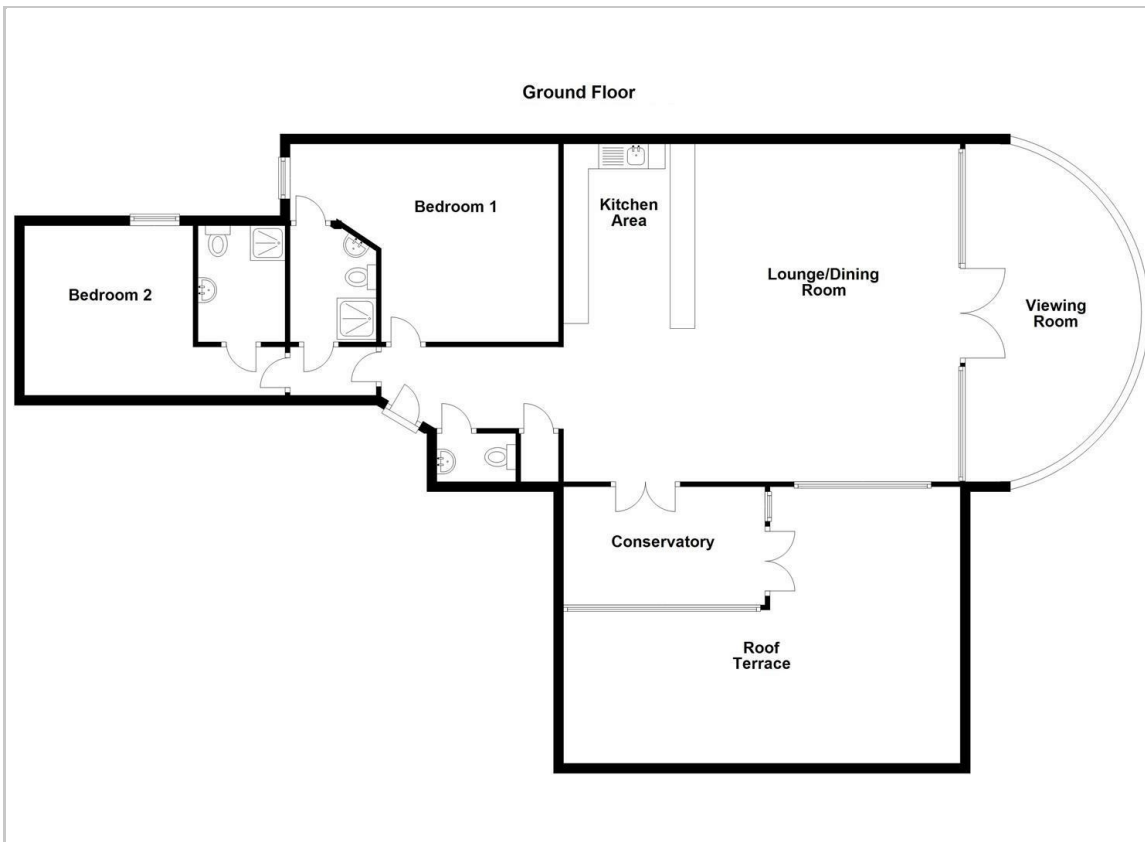 Ground Floor
Bedroom 1
Kitchen
Area
Bedroom 2
Lounge/Dining
Room
Viewing
Room
Conservatory
Roof
Terrace